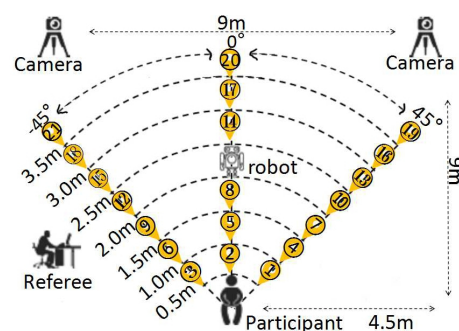 9m
0°
Camera
Camera
20
-45°
45°
21
17
19
3.5m
18
14
16
3.0m
15
robot
13
2.5m
12
8
10
9m
2.0m
9
5
7
1.5m
6
2
4
Referee
1.0m
3
1
0.5m
Participant
4.5m